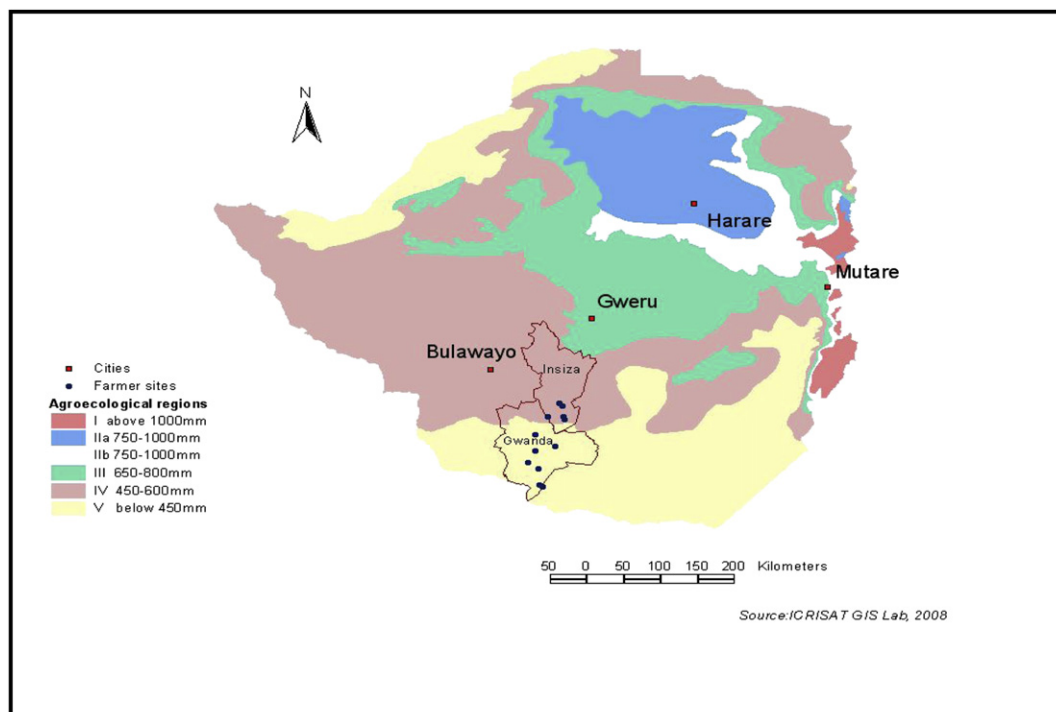 N
Harare
Mutare
Gweru
Bulawayo
Insiza
Gwanda
Cities
Farmer sites
Agroecological regions
I above 1000mm
IIa 750-1000mm
IIb 750-1000mm
III 650-800mm
IV 450-600mm
V below 450mm
50 0 50 100 150 200 Kilometers
Source:ICRISAT GIS Lab, 2008